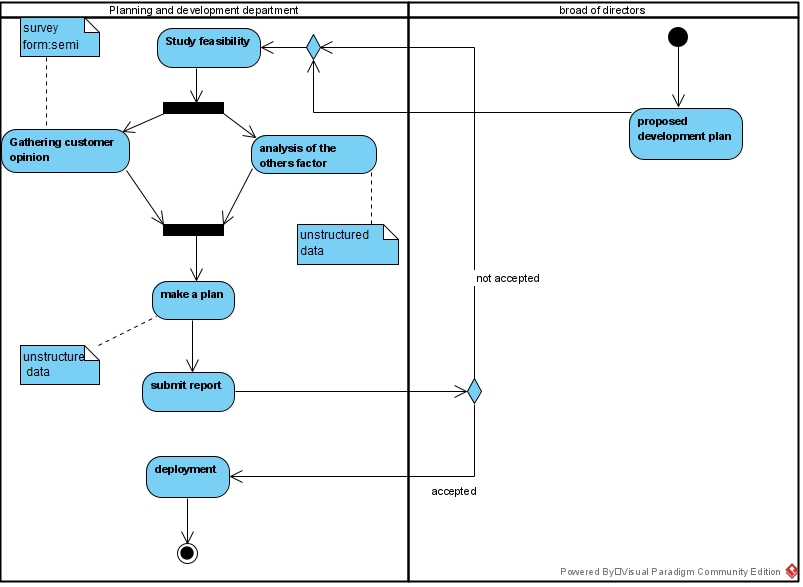 Planning and development department
broad of directors
survey
form:semi
Study feasibility
proposed
development plan
Gathering customer
opinion
analysis of the
others factor
unstructured
data
not accepted
make a plan
unstructure
data
submit report
deployment
accepted
Powered By□Visual Paradigm Community Edition